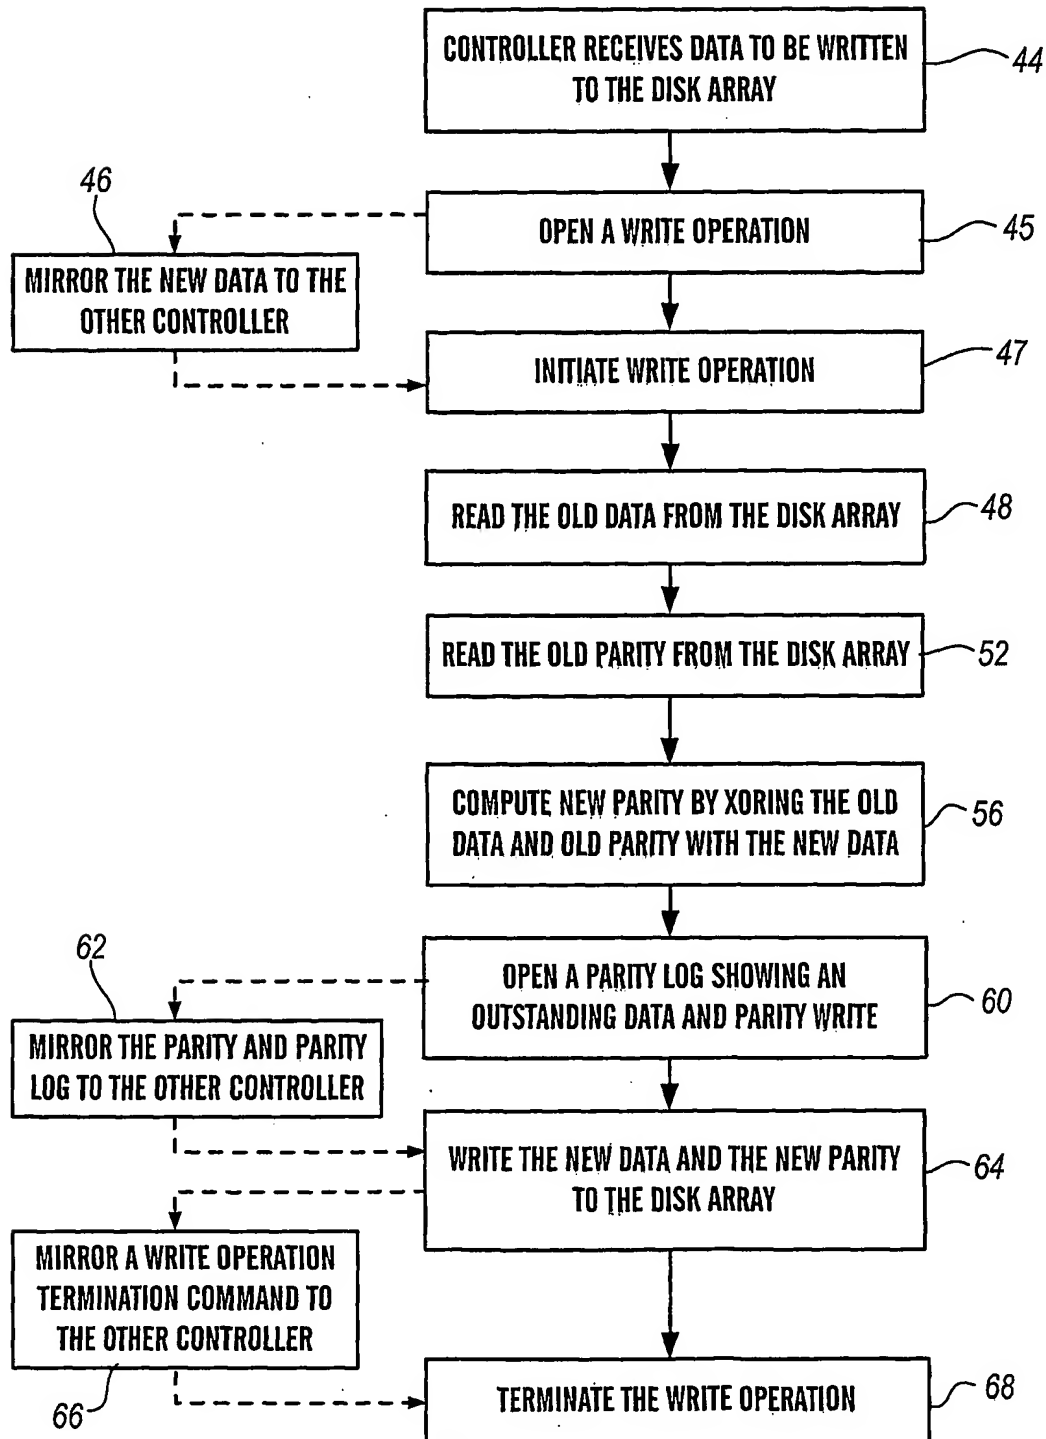 CONTROLLER RECEIVES DATA TO BE WRITTEN
TO THE DISK ARRAY
44
OPEN A WRITE OPERATION
45
46
MIRROR THE NEW DATA TO THE
OTHER CONTROLLER
INITIATE WRITE OPERATION
47
READ THE OLD DATA FROM THE DISK ARRAY
48
READ THE OLD PARITY FROM THE DISK ARRAY
52
COMPUTE NEW PARITY BY XORING THE OLD
DATA AND OLD PARITY WITH THE NEW DATA
56
OPEN A PARITY LOG SHOWING AN
OUTSTANDING DATA AND PARITY WRITE
60
62
MIRROR THE PARITY AND PARITY
LOG TO THE OTHER CONTROLLER
WRITE THE NEW DATA AND THE NEW PARITY
TO THE DISK ARRAY
64
MIRROR A WRITE OPERATION
TERMINATION COMMAND TO
THE OTHER CONTROLLER
66
TERMINATE THE WRITE OPERATION
68